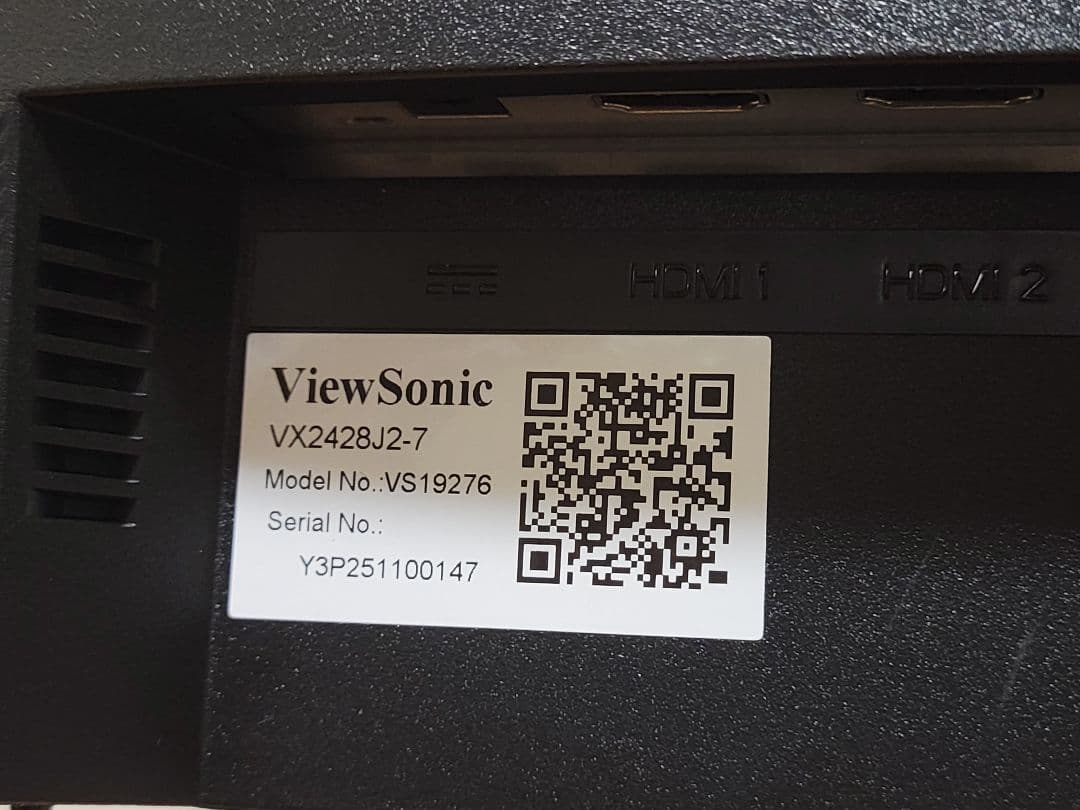 HDMI 1
HDMI 2
ViewSonic
VX2428J2-7
Model No.:VS19276
Serial No.:
Y3P251100147